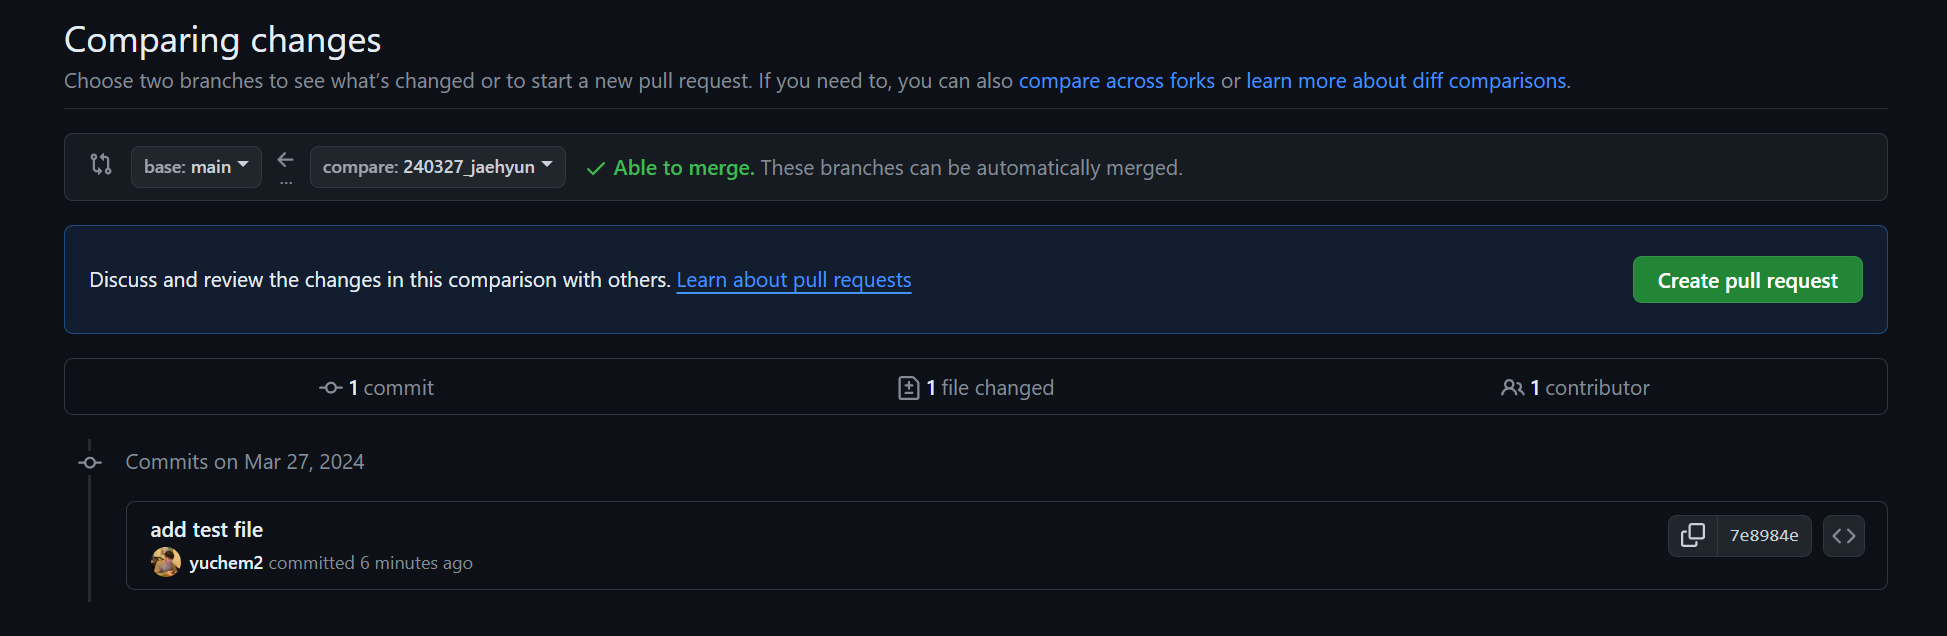 Comparing changes
Choose two branches to see what's changed or to start a new pull request. If you need to, you can also compare across forks or learn more about diff comparisons.
base: main
...
compare: 240327_jaehyun
Able to merge. These branches can be automatically merged.
Discuss and review the changes in this comparison with others. Learn about pull requests
Create pull request
1 commit
1 file changed
1 contributor
Commits on Mar 27, 2024
add test file
7e8984e
yuchem2 committed 6 minutes ago